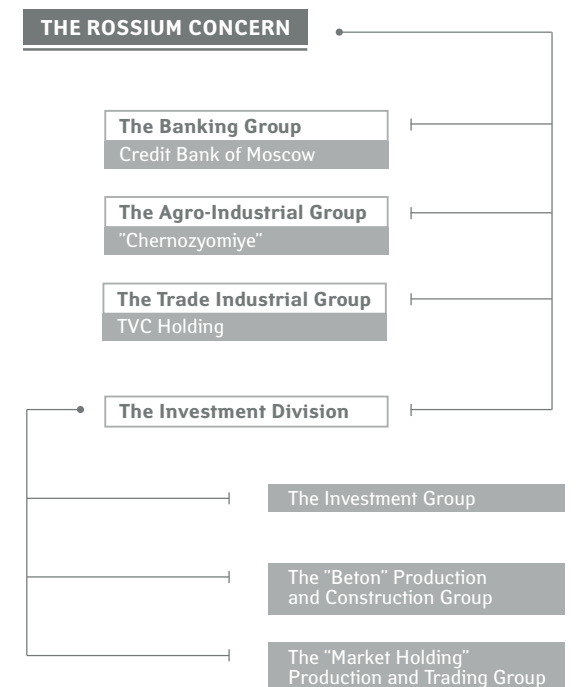 THE ROSSIUM CONCERN
The Banking Group
Credit Bank of Moscow
The Agro-Industrial Group
"Chernozyomiye"
The Trade Industrial Group
TVC Holding
The Investment Division
The Investment Group
The "Beton" Production
and Construction Group
The "Market Holding"
Production and Trading Group